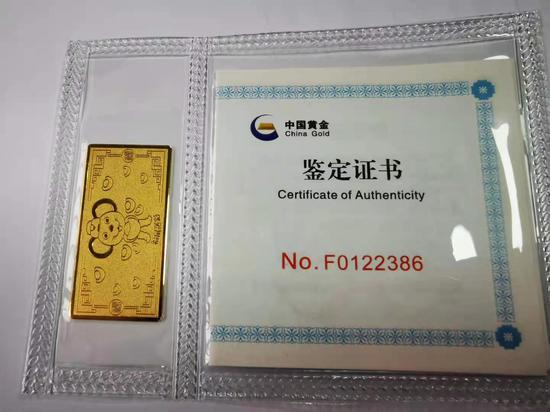 中国黄金
China Gold
鉴定证书
Certificate of Authenticity
No. F0122386